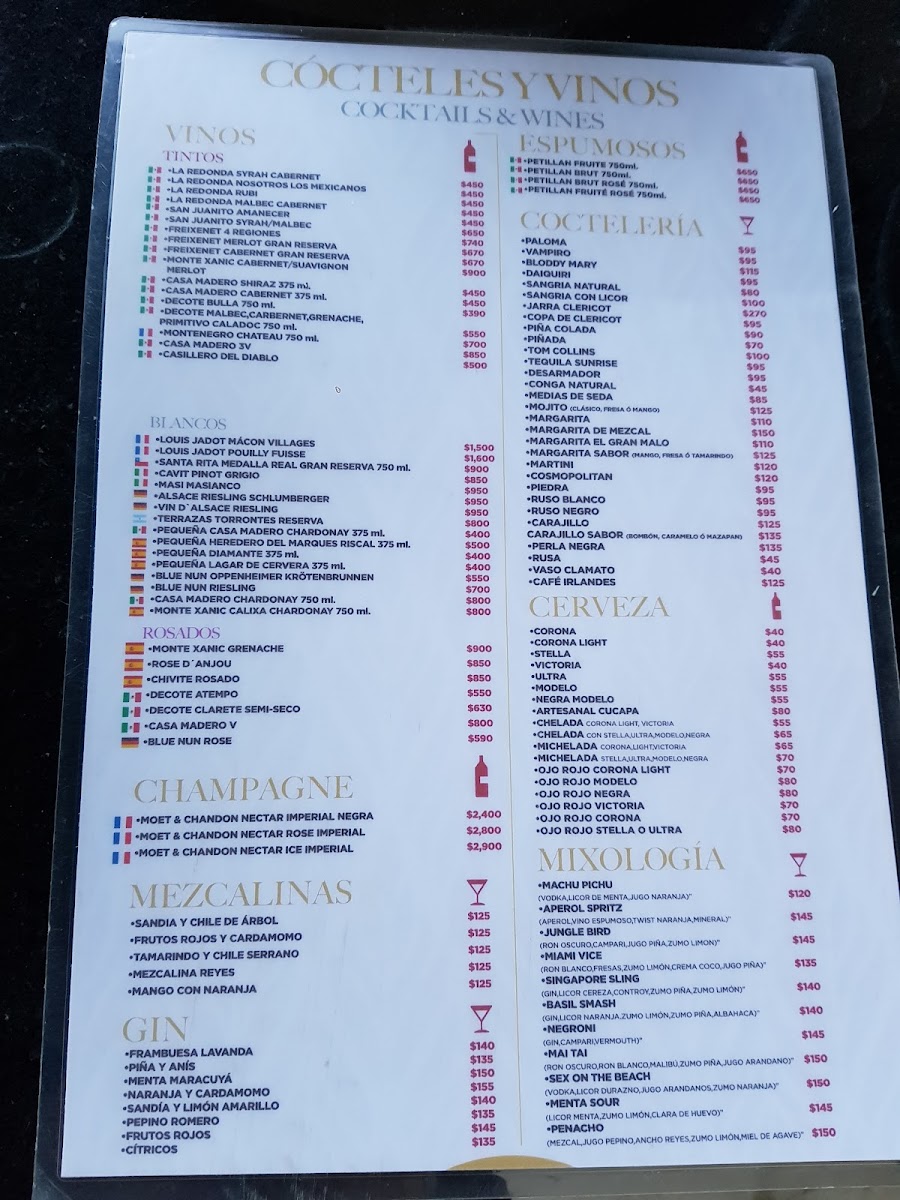 CÓCTELES Y VINOS
COCKTAILS & WINES
VINOS
TINTOS
•LA REDONDA SYRAH CABERNET $450
•LA REDONDA NOSOTROS LOS MEXICANOS $450
•LA REDONDA RUBI $450
•LA REDONDA MALBEC CABERNET $450
•SAN JUANITO AMANECER $450
•SAN JUANITO SYRAH/MALBEC $650
•FREIXENET 4 REGIONES $740
•FREIXENET MERLOT GRAN RESERVA $670
•FREIXENET CABERNET GRAN RESERVA $670
•MONTE XANIC CABERNET/SUAVIGNON $900
MERLOT
•CASA MADERO SHIRAZ 375 ml. $450
•CASA MADERO CABERNET 375 ml. $450
•DECOTE BULLA 750 ml. $390
•DECOTE MALBEC,CARBERNET,GRENACHE,
PRIMITIVO CALADOC 750 ml. $550
•MONTENEGRO CHATEAU 750 ml. $700
•CASA MADERO 3V $850
•CASILLERO DEL DIABLO $500
BLANCOS
•LOUIS JADOT MÁCON VILLAGES $1,500
•LOUIS JADOT POUILLY FUISSE $1,600
•SANTA RITA MEDALLA REAL GRAN RESERVA 750 ml. $900
•CAVIT PINOT GRIGIO $850
•MASI MASIANCO $950
•ALSACE RIESLING SCHLUMBERGER $950
•VIN D´ALSACE RIESLING $950
•TERRAZAS TORRONTES RESERVA $800
•PEQUEÑA CASA MADERO CHARDONAY 375 ml. $400
•PEQUEÑA HEREDERO DEL MARQUES RISCAL 375 ml. $500
•PEQUEÑA DIAMANTE 375 ml. $400
•PEQUEÑA LAGAR DE CERVERA 375 ml. $400
•BLUE NUN OPPENHEIMER KRÖTENBRUNNEN $550
•BLUE NUN RIESLING $700
•CASA MADERO CHARDONAY 750 ml. $800
•MONTE XANIC CALIXA CHARDONAY 750 ml. $800
ROSADOS
•MONTE XANIC GRENACHE $900
•ROSE D´ANJOU $850
•CHIVITE ROSADO $850
•DECOTE ATEMPO $550
•DECOTE CLARETE SEMI-SECO $630
•CASA MADERO V $800
•BLUE NUN ROSE $590
CHAMPAGNE
•MOET & CHANDON NECTAR IMPERIAL NEGRA $2,400
•MOET & CHANDON NECTAR ROSE IMPERIAL $2,800
•MOET & CHANDON NECTAR ICE IMPERIAL $2,900
MEZCALINAS
•SANDIA Y CHILE DE ÁRBOL $125
•FRUTOS ROJOS Y CARDAMOMO $125
•TAMARINDO Y CHILE SERRANO $125
•MEZCALINA REYES $125
•MANGO CON NARANJA $125
GIN
•FRAMBUESA LAVANDA $140
•PIÑA Y ANÍS $135
•MENTA MARACUYÁ $150
•NARANJA Y CARDAMOMO $155
•SANDÍA Y LIMÓN AMARILLO $140
•PEPINO ROMERO $135
•FRUTOS ROJOS $145
•CÍTRICOS $135
ESPUMOSOS
•PETILLAN FRUITE 750ml. $650
•PETILLAN BRUT 750ml. $650
•PETILLAN BRUT ROSÉ 750ml. $650
•PETILLAN FRUITÉ ROSÉ 750ml. $650
COCTELERÍA
•PALOMA $95
•VAMPIRO $95
•BLODDY MARY $115
•DAIQUIRI $95
•SANGRIA NATURAL $80
•SANGRIA CON LICOR $100
•JARRA CLERICOT $270
•COPA DE CLERICOT $95
•PIÑA COLADA $90
•PIÑADA $70
•TOM COLLINS $100
•TEQUILA SUNRISE $95
•DESARMADOR $95
•CONGA NATURAL $45
•MEDIAS DE SEDA $85
•MOJITO (CLÁSICO, FRESA Ó MANGO) $125
•MARGARITA $110
•MARGARITA DE MEZCAL $150
•MARGARITA EL GRAN MALO $110
•MARGARITA SABOR (MANGO, FRESA Ó TAMARINDO) $125
•MARTINI $120
•COSMOPOLITAN $120
•PIEDRA $95
•RUSO BLANCO $95
•RUSO NEGRO $95
•CARAJILLO $125
CARAJILLO SABOR (BOMBÓN, CARAMELO Ó MAZAPAN) $135
•PERLA NEGRA $135
•RUSA $45
•VASO CLAMATO $40
•CAFÉ IRLANDES $125
CERVEZA
•CORONA $40
•CORONA LIGHT $40
•STELLA $55
•VICTORIA $40
•ULTRA $55
•MODELO $55
•NEGRA MODELO $55
•ARTESANAL CUCAPA $80
•CHELADA CORONA LIGHT, VICTORIA $55
•CHELADA CON STELLA,ULTRA,MODELO,NEGRA $65
•MICHELADA CORONA,LIGHT,VICTORIA $65
•MICHELADA STELLA,ULTRA,MODELO,NEGRA $70
•OJO ROJO CORONA LIGHT $70
•OJO ROJO MODELO $80
•OJO ROJO NEGRA $80
•OJO ROJO VICTORIA $70
•OJO ROJO CORONA $70
•OJO ROJO STELLA O ULTRA $80
MIXOLOGÍA
•MACHU PICHU
(VODKA,LICOR DE MENTA,JUGO NARANJA)" $120
•APEROL SPRITZ
(APEROL,VINO ESPUMOSO,TWIST NARANJA,MINERAL)" $145
•JUNGLE BIRD
(RON OSCURO,CAMPARI,JUGO PIÑA,ZUMO LIMON)" $145
•MIAMI VICE
(RON BLANCO,FRESAS,ZUMO LIMÓN,CREMA COCO,JUGO PIÑA)" $135
•SINGAPORE SLING
(GIN,LICOR CEREZA,CONTROY,ZUMO PIÑA,ZUMO LIMÓN)" $140
•BASIL SMASH
(GIN,LICOR NARANJA,ZUMO LIMÓN,ZUMO PIÑA,ALBAHACA)" $140
•NEGRONI
(GIN,CAMPARI,VERMOUTH)" $145
•MAI TAI
(RON OSCURO,RON BLANCO,MALIBÚ,ZUMO PIÑA,JUGO ARANDANO)" $150
•SEX ON THE BEACH
(VODKA,LICOR DURAZNO,JUGO ARANDANOS,ZUMO NARANJA)" $150
•MENTA SOUR
(LICOR MENTA,ZUMO LIMÓN,CLARA DE HUEVO)" $145
•PENACHO
(MEZCAL,JUGO PEPINO,ANCHO REYES,ZUMO LIMÓN,MIEL DE AGAVE)" $150